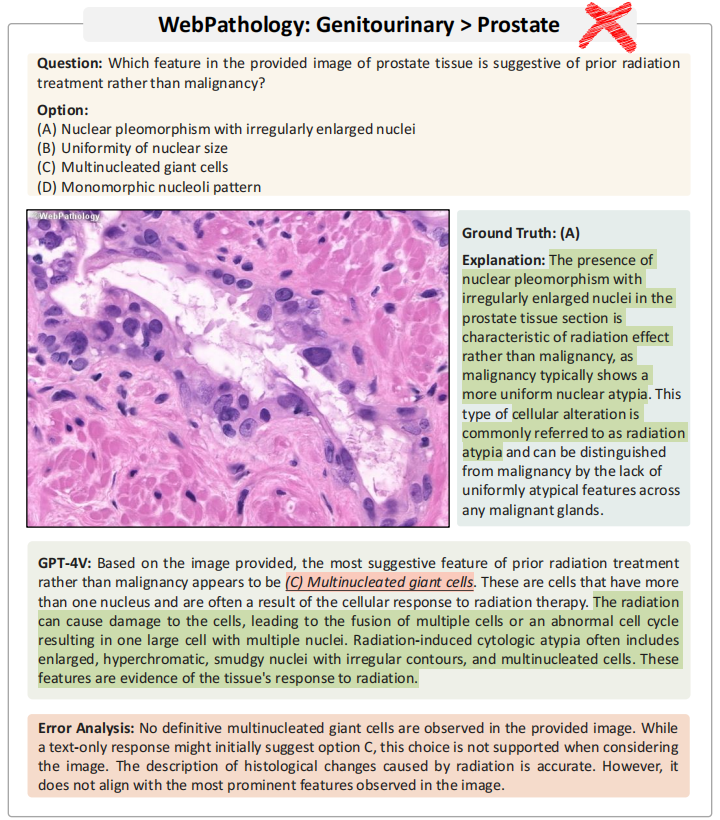 WebPathology: Genitourinary > Prostate
Question: Which feature in the provided image of prostate tissue is suggestive of prior radiation
treatment rather than malignancy?
Option:
(A) Nuclear pleomorphism with irregularly enlarged nuclei
(B) Uniformity of nuclear size
(C) Multinucleated giant cells
(D) Monomorphic nucleoli pattern
WebPathology
Ground Truth: (A)
Explanation: The presence of
nuclear pleomorphism with
irregularly enlarged nuclei in the
prostate tissue section is
characteristic of radiation effect
rather than malignancy, as
malignancy typically shows a
more uniform nuclear atypia. This
type of cellular alteration is
commonly referred to as radiation
atypia and can be distinguished
from malignancy by the lack of
uniformly atypical features across
any malignant glands.
GPT-4V: Based on the image provided, the most suggestive feature of prior radiation treatment
rather than malignancy appears to be (C) Multinucleated giant cells. These are cells that have more
than one nucleus and are often a result of the cellular response to radiation therapy. The radiation
can cause damage to the cells, leading to the fusion of multiple cells or an abnormal cell cycle
resulting in one large cell with multiple nuclei. Radiation-induced cytologic atypia often includes
enlarged, hyperchromatic, smudgy nuclei with irregular contours, and multinucleated cells. These
features are evidence of the tissue's response to radiation.
Error Analysis: No definitive multinucleated giant cells are observed in the provided image. While
a text-only response might initially suggest option C, this choice is not supported when considering
the image. The description of histological changes caused by radiation is accurate. However, it
does not align with the most prominent features observed in the image.